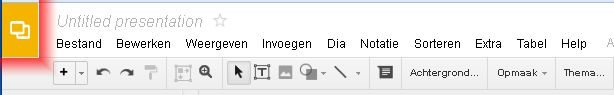 Untitled presentation
Bestand Bewerken Weergeven Invoegen Dia Notatie Sorteren Extra Tabel Help
Achtergrond... Opmaak Thema...